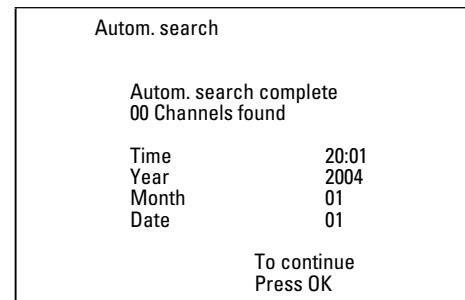 Autom. search
Autom. search complete
00 Channels found
Time 20:01
Year 2004
Month 01
Date 01
To continue
Press OK